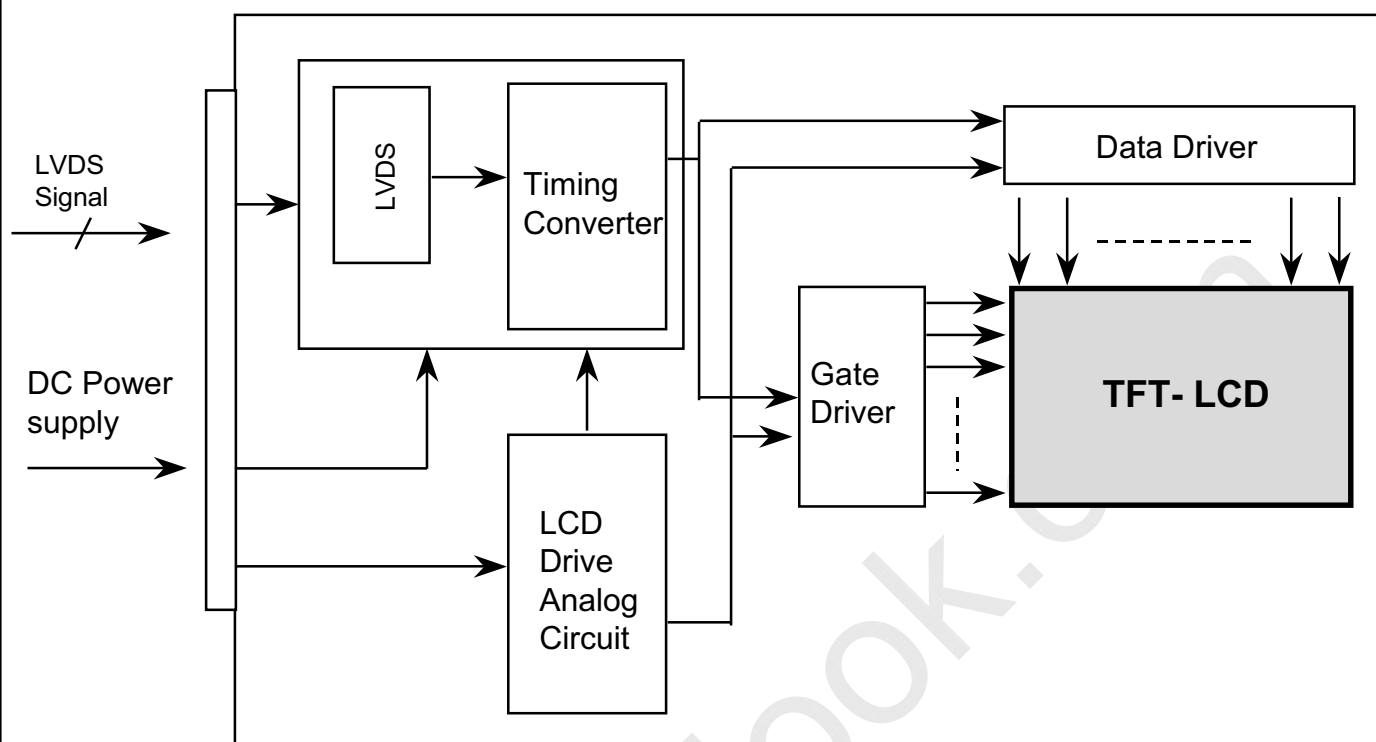 LVDS
Signal
DC Power
supply
LVDS
Timing
Converter
LCD
Drive
Analog
Circuit
Gate
Driver
Data Driver
TFT- LCD